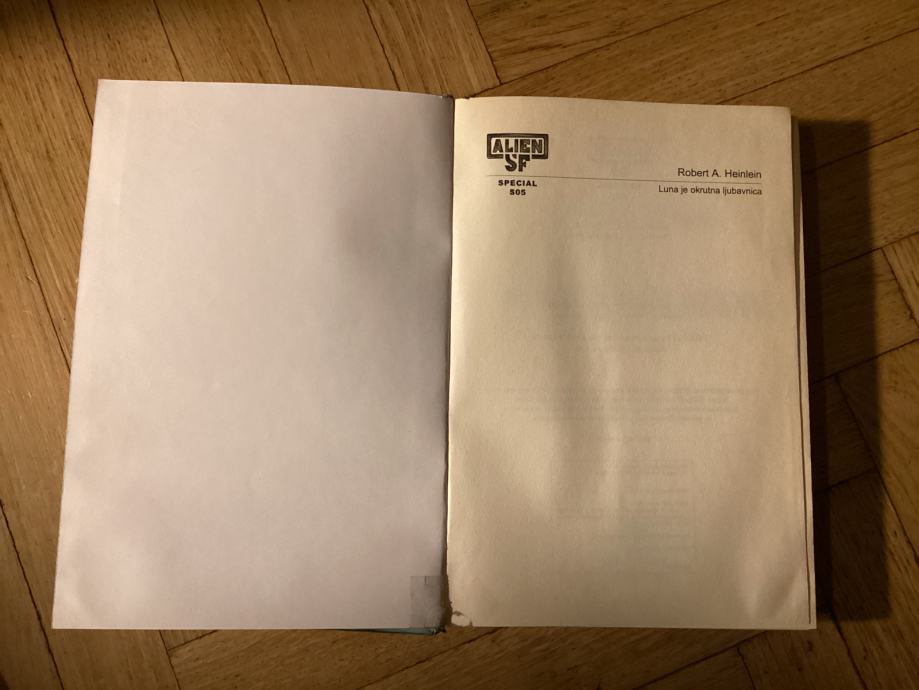 ALIEN
SF
SPECIAL
S05
Robert A. Heinlein
Luna je okrutna ljubavnica